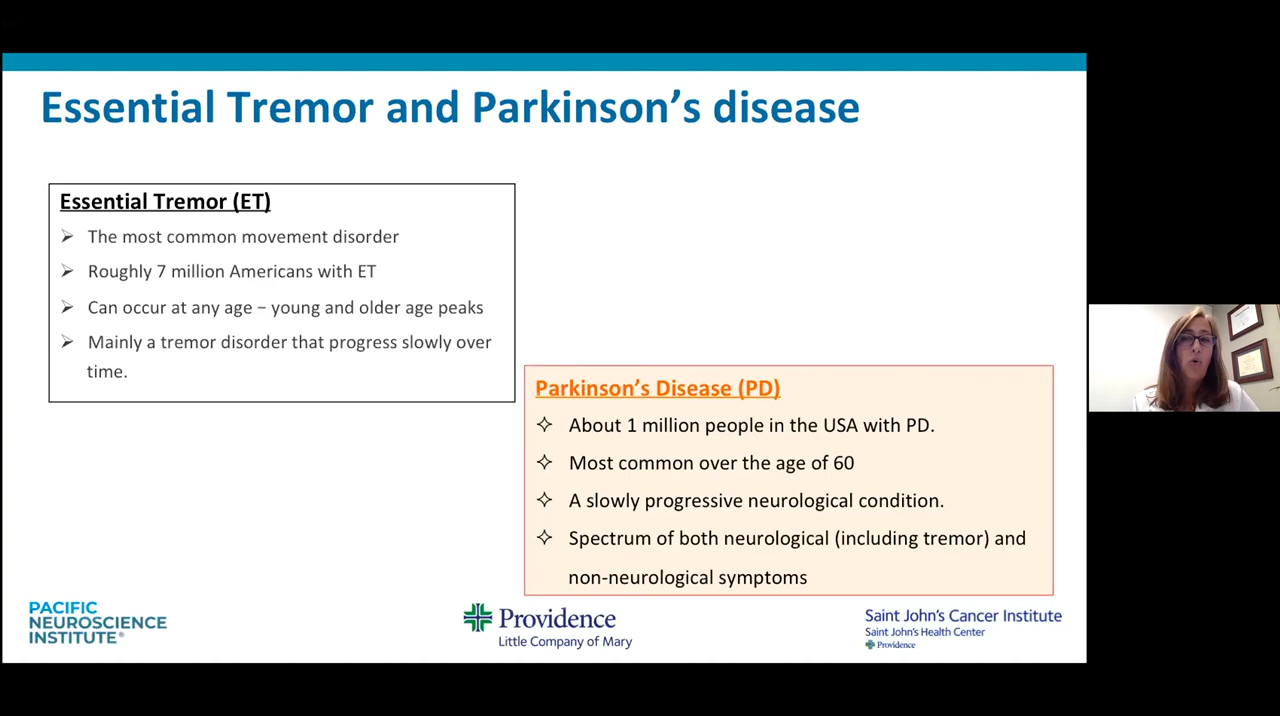 Essential Tremor and Parkinson’s disease
Essential Tremor (ET)
➢ The most common movement disorder
➢ Roughly 7 million Americans with ET
➢ Can occur at any age – young and older age peaks
➢ Mainly a tremor disorder that progress slowly over
time.
Parkinson’s Disease (PD)
✧ About 1 million people in the USA with PD.
✧ Most common over the age of 60
✧ A slowly progressive neurological condition.
✧ Spectrum of both neurological (including tremor) and
non-neurological symptoms
PACIFIC
NEUROSCIENCE
INSTITUTE®
Providence
Little Company of Mary
Saint John’s Cancer Institute
Saint John’s Health Center
Providence